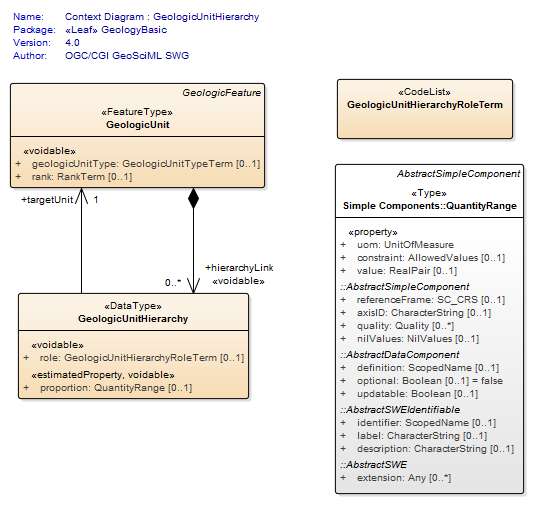 Name: Context Diagram : GeologicUnitHierarchy
Package: «Leaf» GeologyBasic
Version: 4.0
Author: OGC/CGI GeoSciML SWG
GeologicFeature
«FeatureType»
GeologicUnit
«voidable»
+ geologicUnitType: GeologicUnitTypeTerm [0..1]
+ rank: RankTerm [0..1]
+targetUnit 1
0..* +hierarchyLink
«voidable»
«DataType»
GeologicUnitHierarchy
«voidable»
+ role: GeologicUnitHierarchyRoleTerm [0..1]
«estimatedProperty, voidable»
+ proportion: QuantityRange [0..1]
«CodeList»
GeologicUnitHierarchyRoleTerm
AbstractSimpleComponent
«Type»
Simple Components::QuantityRange
«property»
+ uom: UnitOfMeasure
+ constraint: AllowedValues [0..1]
+ value: RealPair [0..1]
::AbstractSimpleComponent
+ referenceFrame: SC_CRS [0..1]
+ axisID: CharacterString [0..1]
+ quality: Quality [0..*]
+ nilValues: NilValues [0..1]
::AbstractDataComponent
+ definition: ScopedName [0..1]
+ optional: Boolean [0..1] = false
+ updatable: Boolean [0..1]
::AbstractSWEIdentifiable
+ identifier: ScopedName [0..1]
+ label: CharacterString [0..1]
+ description: CharacterString [0..1]
::AbstractSWE
+ extension: Any [0..*]